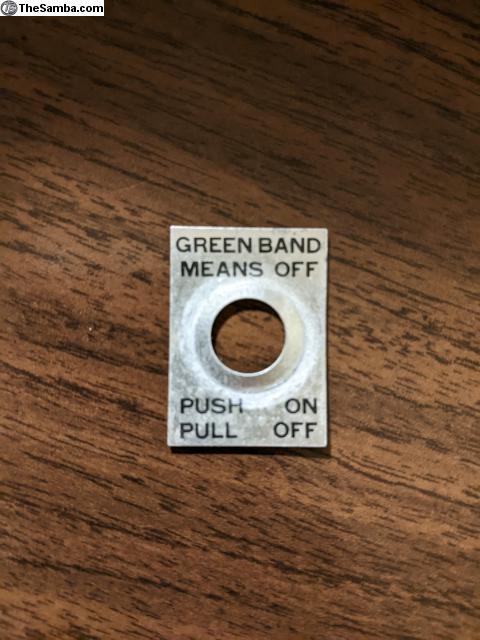 TheSamba.com
GREEN BAND
MEANS OFF
PUSH ON
PULL OFF